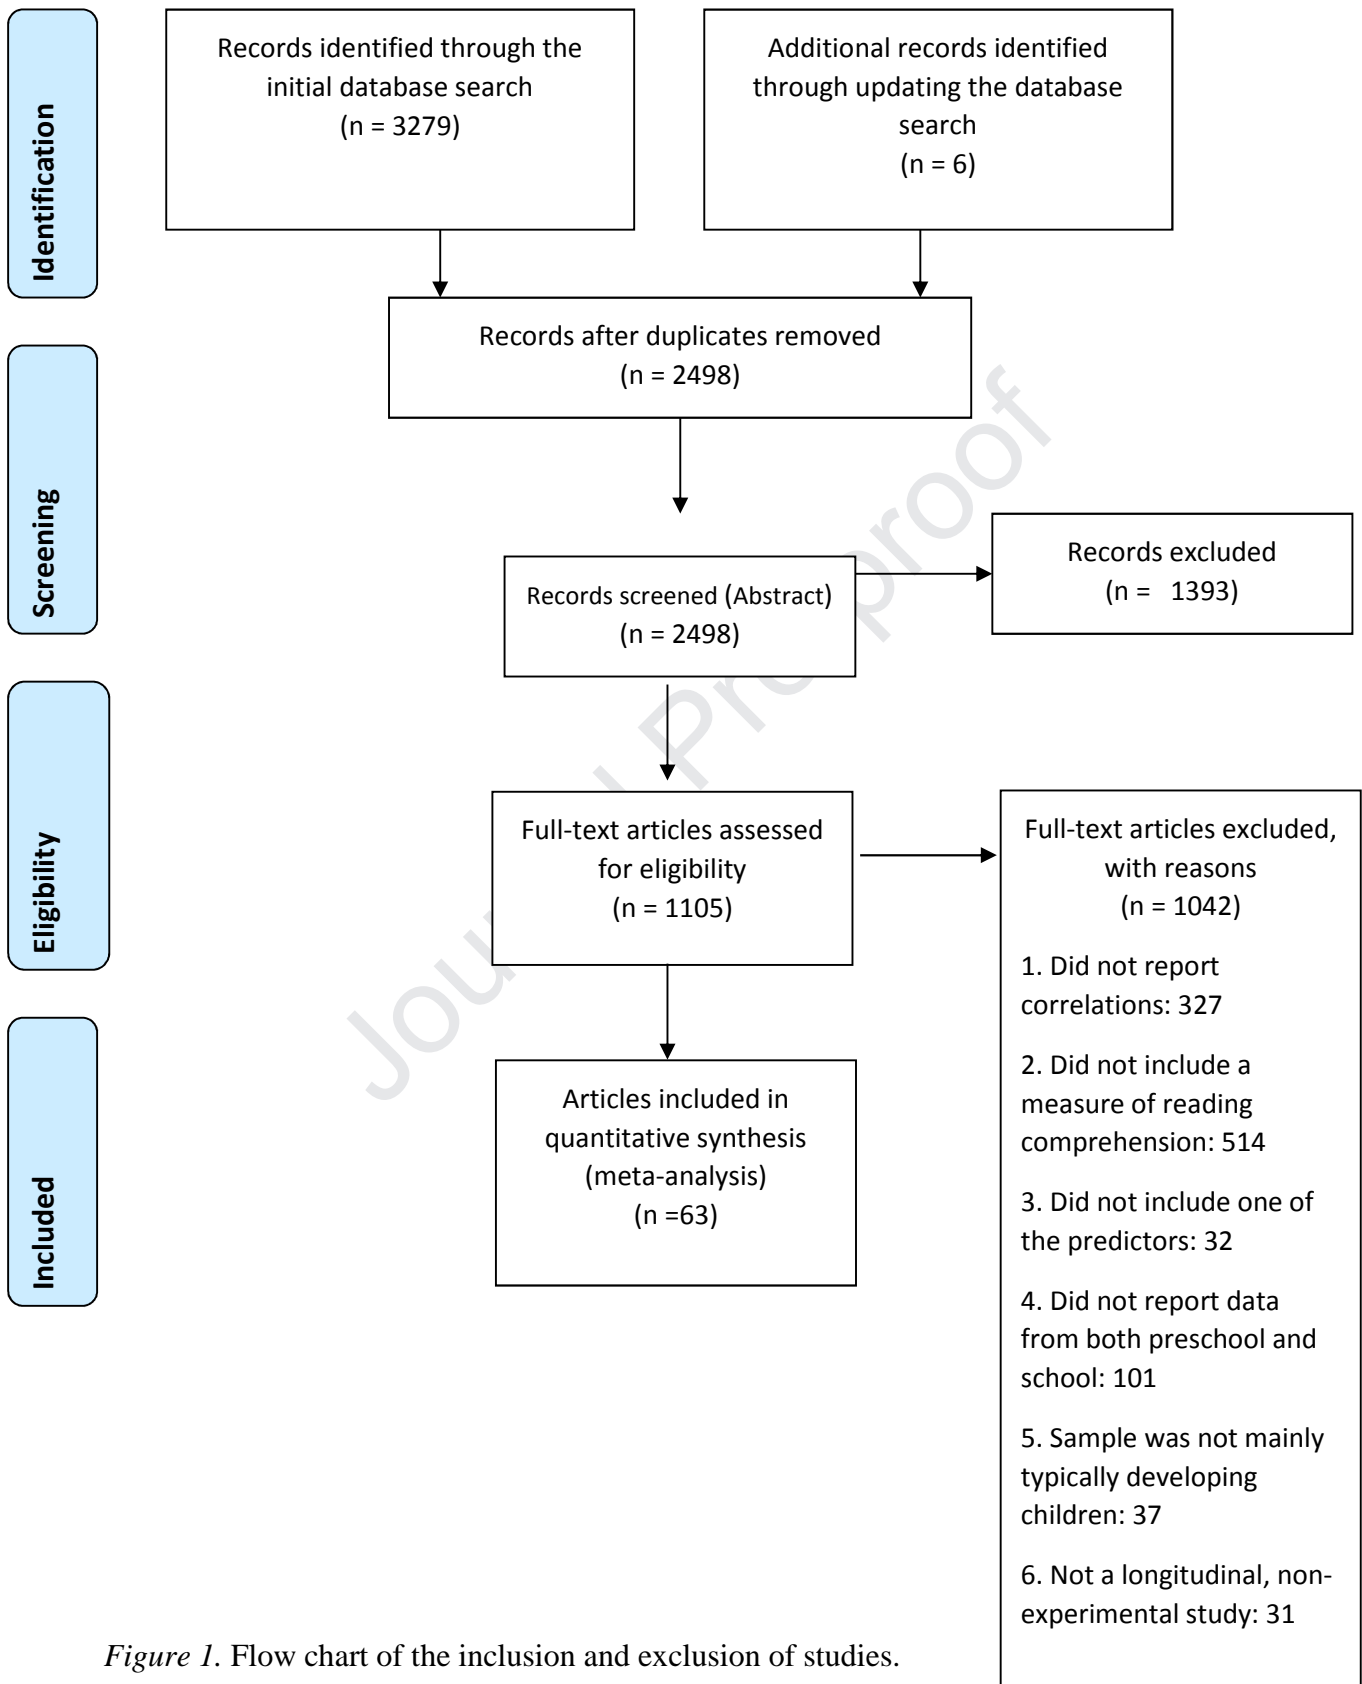 Identification
Records identified through the
initial database search
(n = 3279)
Additional records identified
through updating the database
search
(n = 6)
Records after duplicates removed
(n = 2498)
Screening
Records screened (Abstract)
(n = 2498)
Records excluded
(n =   1393)
Eligibility
Full-text articles assessed
for eligibility
(n = 1105)
Full-text articles excluded,
with reasons
(n = 1042)
1. Did not report
correlations: 327
2. Did not include a
measure of reading
comprehension: 514
3. Did not include one of
the predictors: 32
4. Did not report data
from both preschool and
school: 101
5. Sample was not mainly
typically developing
children: 37
6. Not a longitudinal, non-
experimental study: 31
Included
Articles included in
quantitative synthesis
(meta-analysis)
(n =63)
Journal Pre-proof
Figure 1. Flow chart of the inclusion and exclusion of studies.